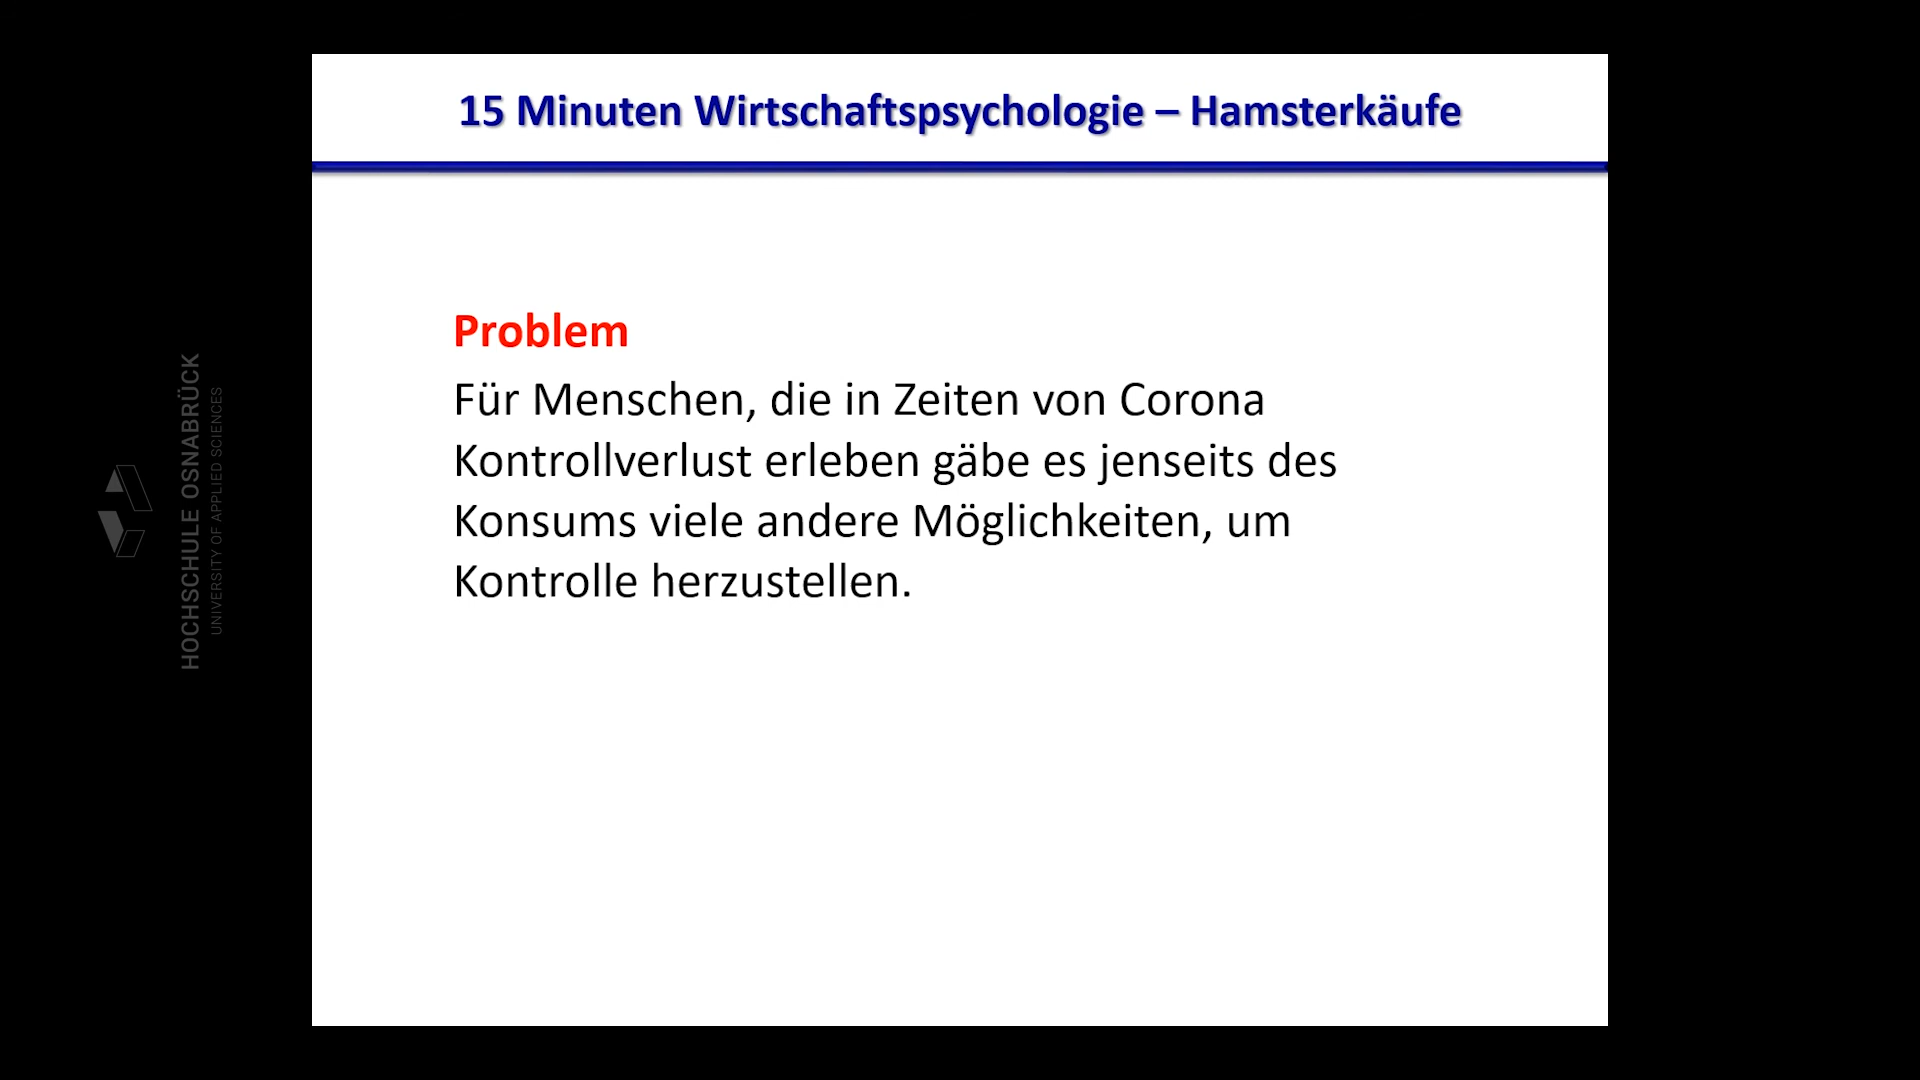 15 Minuten Wirtschaftspsychologie – Hamsterkäufe
Problem
Für Menschen, die in Zeiten von Corona
Kontrollverlust erleben gäbe es jenseits des
Konsums viele andere Möglichkeiten, um
Kontrolle herzustellen.
HOCHSCHULE OSNABRÜCK
UNIVERSITY OF APPLIED SCIENCES